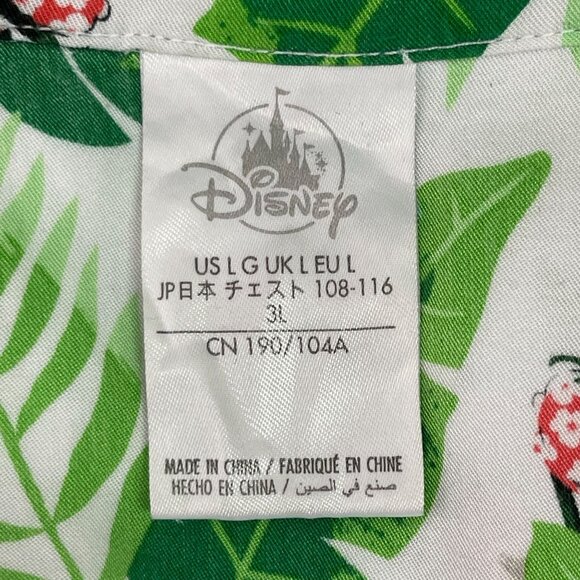 Disney
US L G UK L EU L
JP日本 チェスト 108-116
3L
CN 190/104A
MADE IN CHINA / FABRIQUÉ EN CHINE
HECHO EN CHINA / صنع في الصين